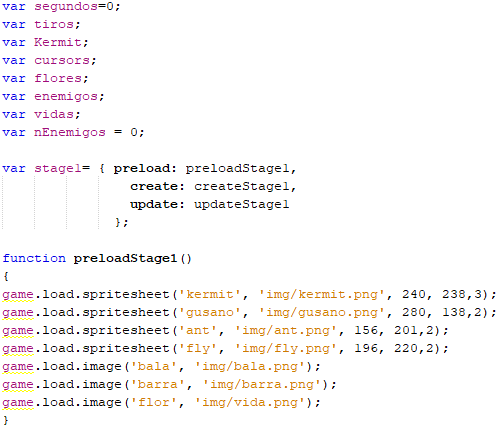 var segundos=0;
var tiros;
var Kermit;
var cursors;
var flores;
var enemigos;
var vidas;
var nEnemigos = 0;
var stage1= { preload: preloadStage1,
create: createStage1,
update: updateStage1
};
function preloadStage1()
{
game.load.spritesheet('kermit', 'img/kermit.png', 240, 238,3);
game.load.spritesheet('gusano', 'img/gusano.png', 280, 138,2);
game.load.spritesheet('ant', 'img/ant.png', 156, 201,2);
game.load.spritesheet('fly', 'img/fly.png', 196, 220,2);
game.load.image('bala', 'img/bala.png');
game.load.image('barra', 'img/barra.png');
game.load.image('flor', 'img/vida.png');
}